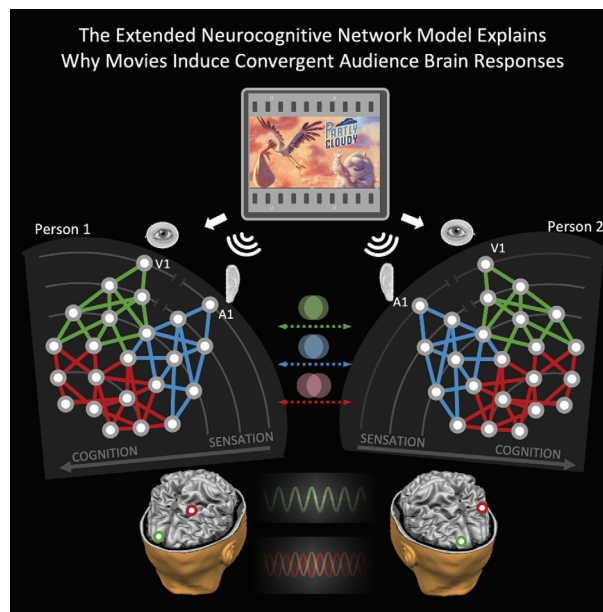 The Extended Neurocognitive Network Model Explains
Why Movies Induce Convergent Audience Brain Responses
PARTLY
CLOUDY
Person 1
Person 2
V1
V1
A1
A1
COGNITION
SENSATION
SENSATION
COGNITION